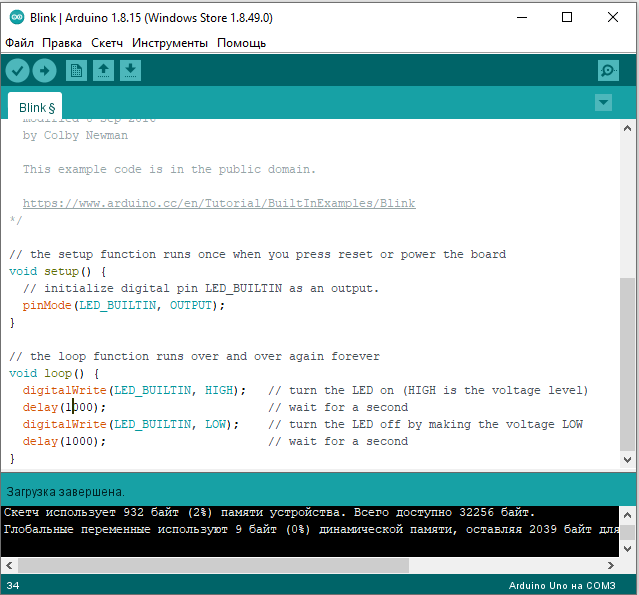 Blink | Arduino 1.8.15 (Windows Store 1.8.49.0)
Файл Правка Скетч Инструменты Помощь
Blink §
modified 8 Sep 2016
by Colby Newman
This example code is in the public domain.
https://www.arduino.cc/en/Tutorial/BuiltInExamples/Blink
*/
// the setup function runs once when you press reset or power the board
void setup() {
// initialize digital pin LED_BUILTIN as an output.
pinMode(LED_BUILTIN, OUTPUT);
}
// the loop function runs over and over again forever
void loop() {
digitalWrite(LED_BUILTIN, HIGH); // turn the LED on (HIGH is the voltage level)
delay(1000); // wait for a second
digitalWrite(LED_BUILTIN, LOW); // turn the LED off by making the voltage LOW
delay(1000); // wait for a second
}
Загрузка завершена.
Скетч использует 932 байт (2%) памяти устройства. Всего доступно 32256 байт.
Глобальные переменные используют 9 байт (0%) динамической памяти, оставляя 2039 байт для
34
Arduino Uno на COM3